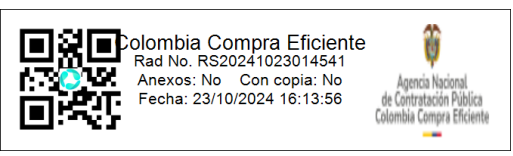 Colombia Compra Eficiente
Rad No. RS20241023014541
Anexos: No Con copia: No
Fecha: 23/10/2024 16:13:56
Agencia Nacional
de Contratación Pública
Colombia Compra Eficiente